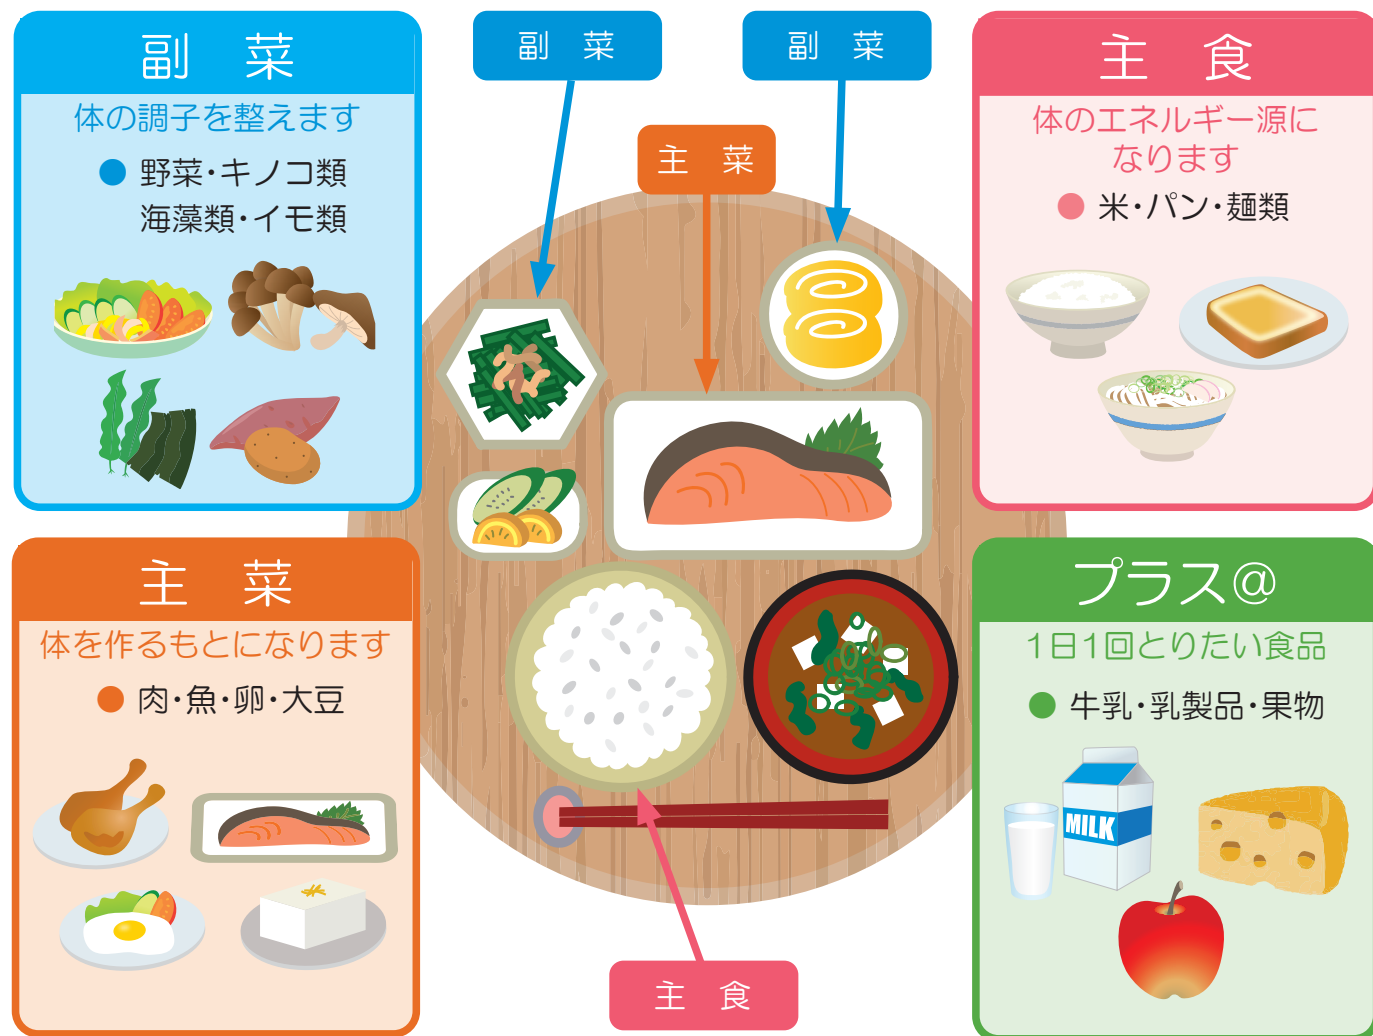 副 菜
体の調子を整えます
● 野菜・キノコ類
海藻類・イモ類
副 菜
副 菜
主 菜
主 食
体のエネルギー源に
なります
● 米・パン・麺類
主 菜
体を作るもとになります
● 肉・魚・卵・大豆
プラス@
1日1回とりたい食品
● 牛乳・乳製品・果物
MILK
主 食